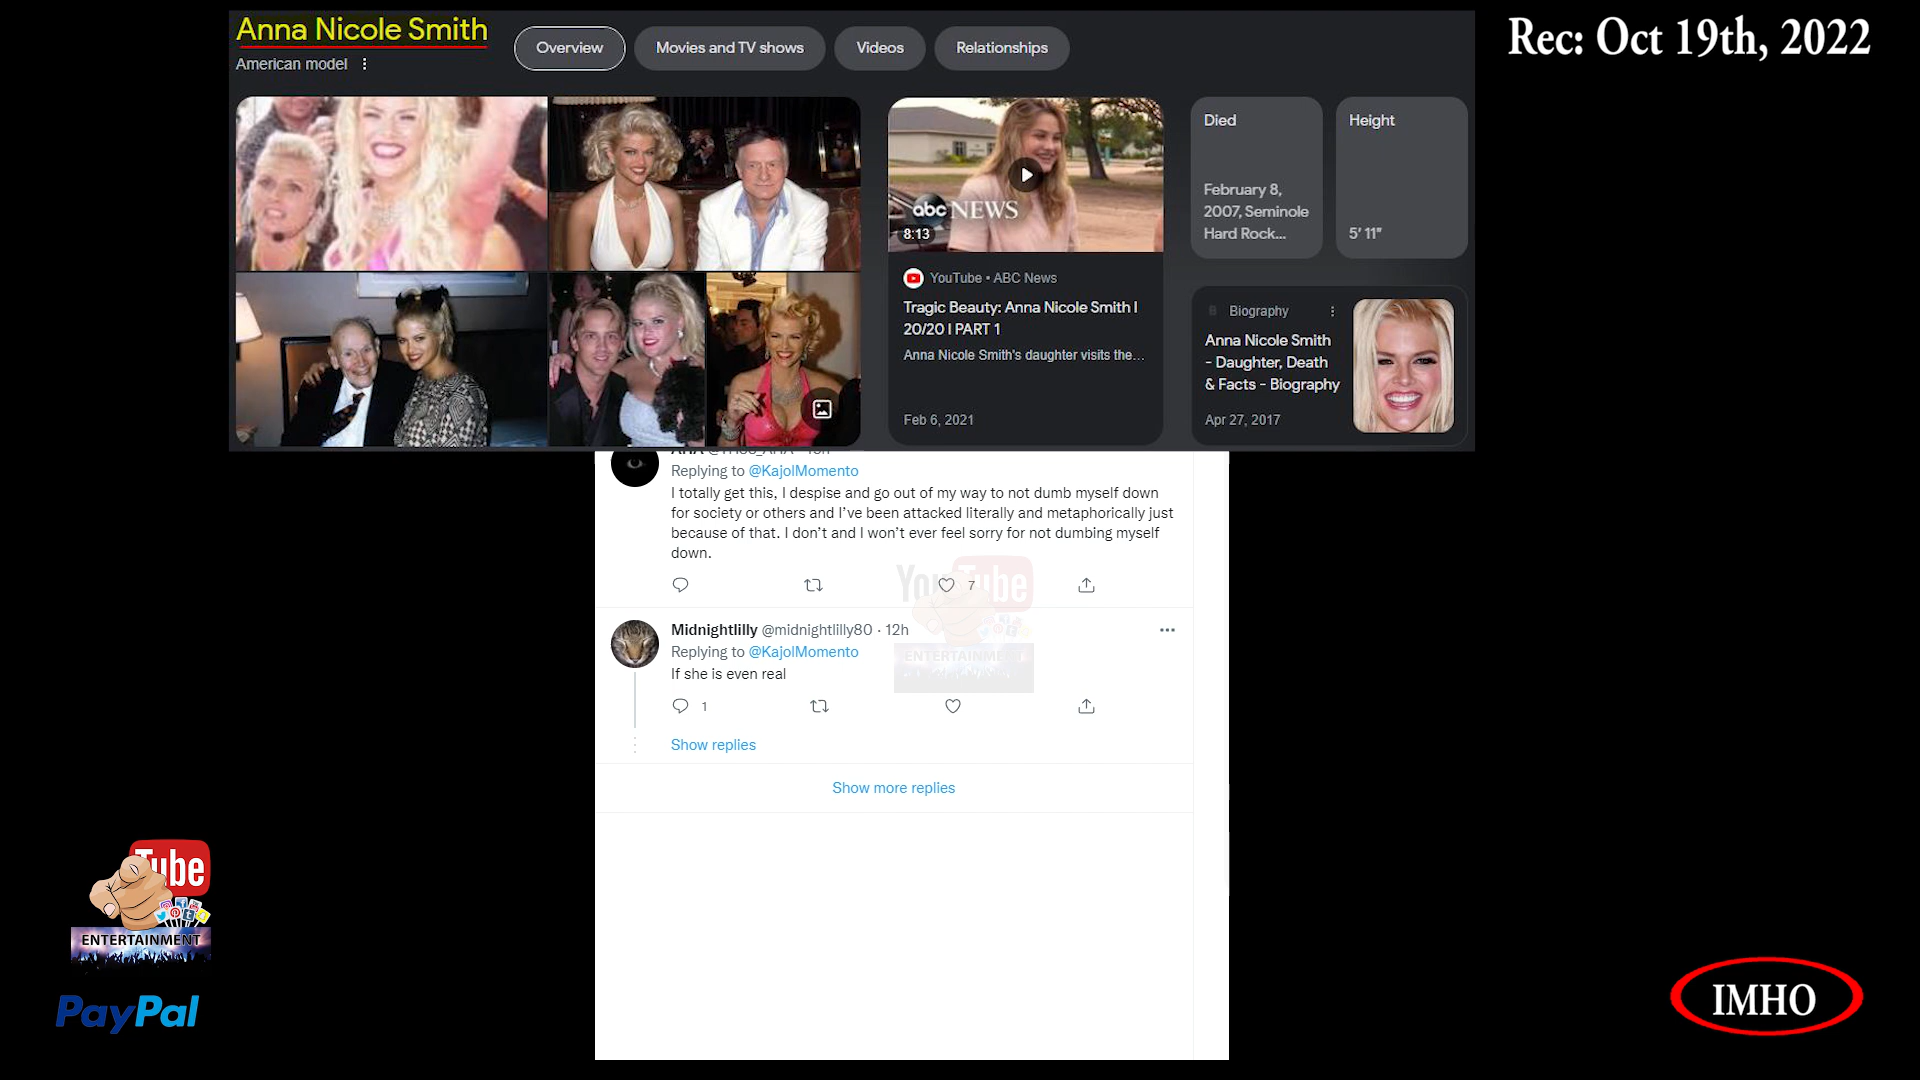 Anna Nicole Smith
American model
Overview
Movies and TV shows
Videos
Relationships
Rec: Oct 19th, 2022
abc NEWS
8:13
YouTube • ABC News
Tragic Beauty: Anna Nicole Smith l
20/20 l PART 1
Anna Nicole Smith's daughter visits the...
Feb 6, 2021
Died
February 8,
2007, Seminole
Hard Rock...
Height
5′ 11″
Biography
Anna Nicole Smith
- Daughter, Death
& Facts - Biography
Apr 27, 2017
Replying to @KajolMomento
I totally get this, I despise and go out of my way to not dumb myself down
for society or others and I've been attacked literally and metaphorically just
because of that. I don't and I won't ever feel sorry for not dumbing myself
down.
7
YouTube
ENTERTAINMENT
Midnightlilly @midnightlilly80 · 12h
Replying to @KajolMomento
If she is even real
1
Show replies
Show more replies
Tube
ENTERTAINMENT
PayPal
IMHO